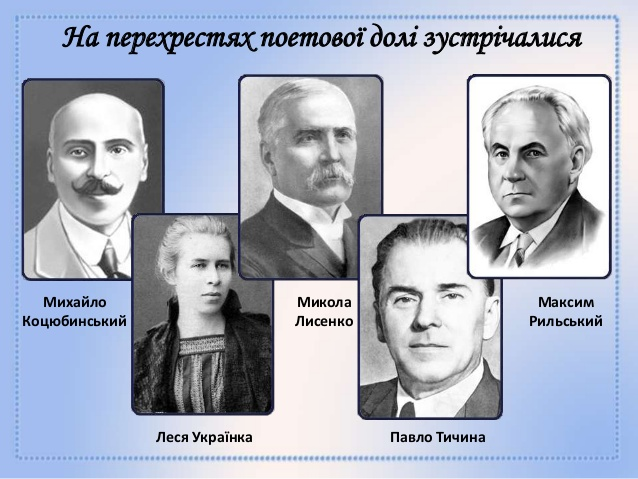 На перехрестях поетової долі зустрічалися
Михайло
Коцюбинський
Микола
Лисенко
Максим
Рильський
Леся Українка
Павло Тичина